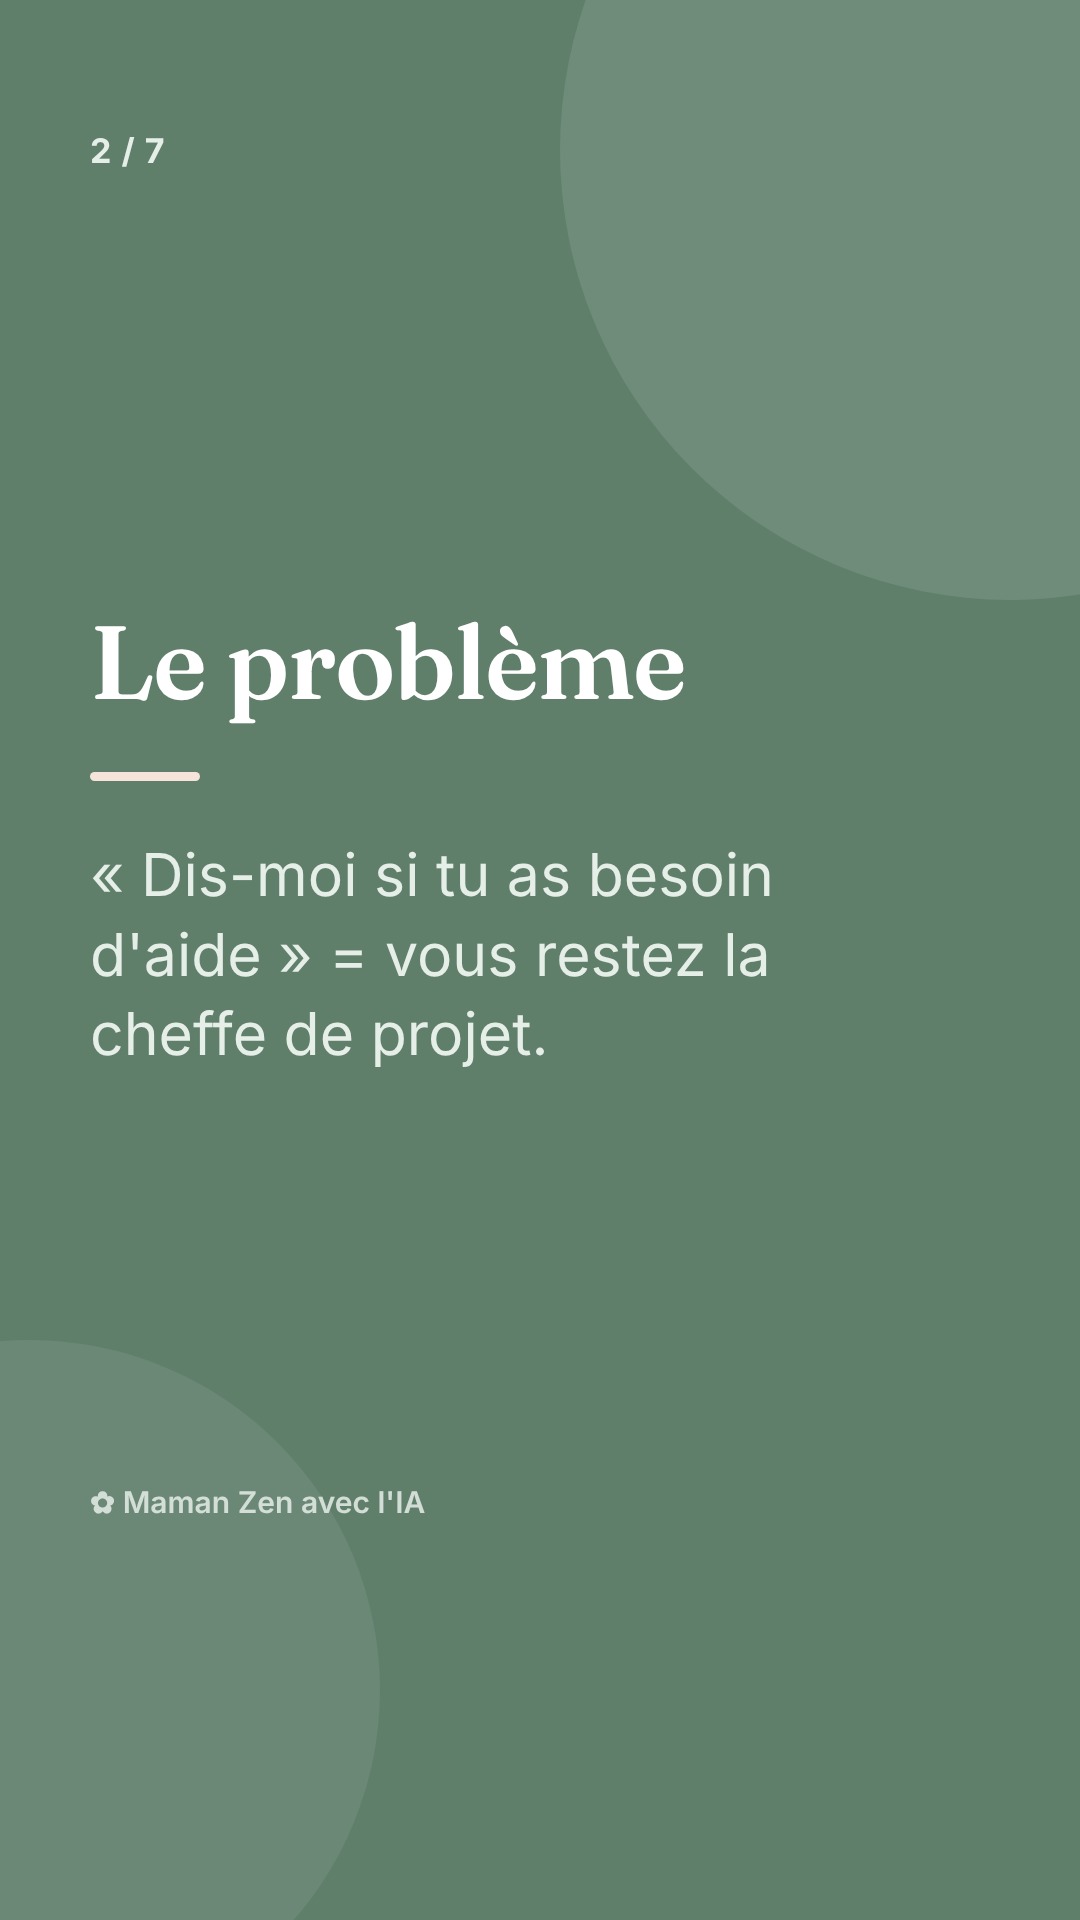 2 / 7
Le problème
« Dis-moi si tu as besoin
d'aide » = vous restez la
cheffe de projet.
✿ Maman Zen avec l'IA